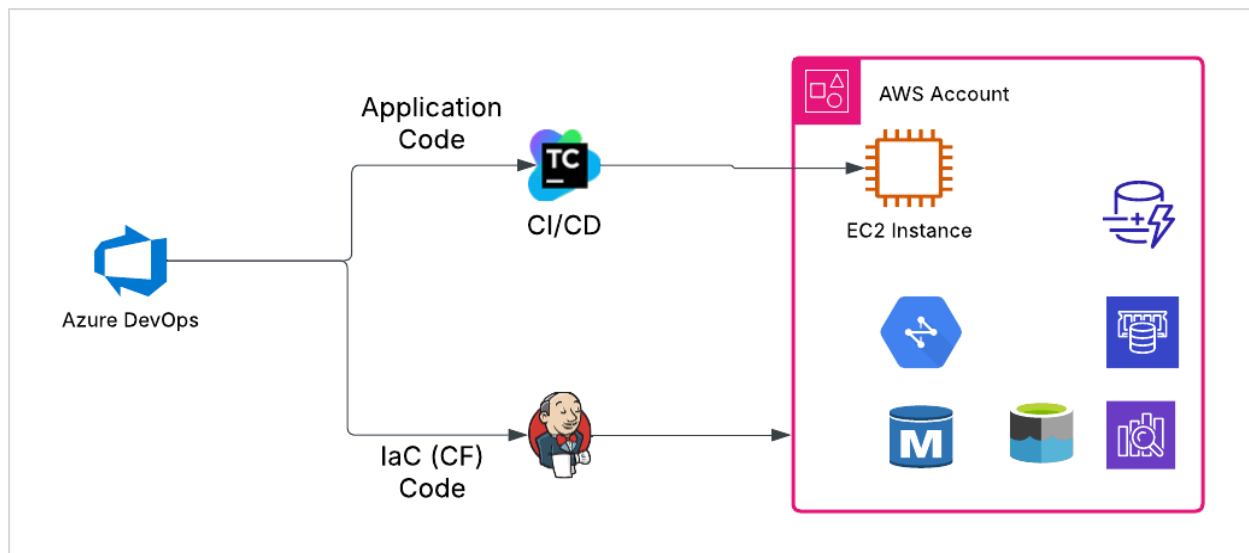 Application
Code
AWS Account
TC
CI/CD
EC2 Instance
Azure DevOps
IaC (CF)
Code
M